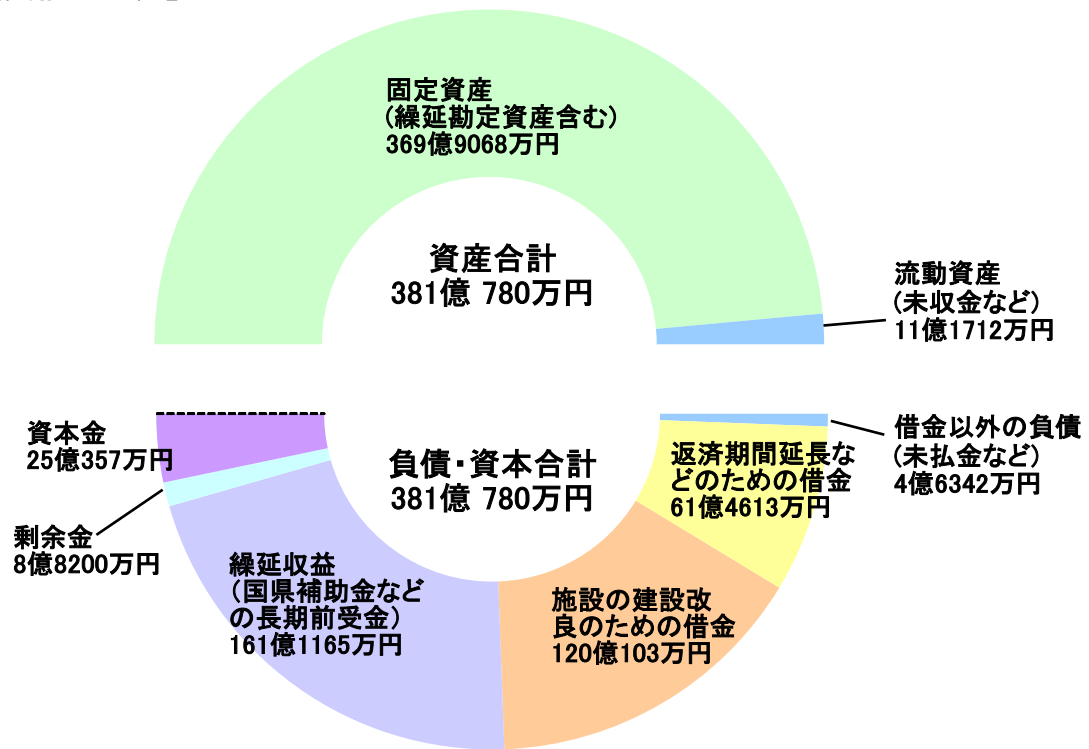 固定資産
(繰延勘定資産含む)
369億9068万円
資産合計
381億 780万円
流動資産
(未収金など)
11億1712万円
資本金
25億357万円
負債・資本合計
381億 780万円
借金以外の負債
(未払金など)
4億6342万円
返済期間延長な
どのための借金
61億4613万円
剰余金
8億8200万円
繰延収益
(国県補助金など
の長期前受金)
161億1165万円
施設の建設改
良のための借金
120億103万円